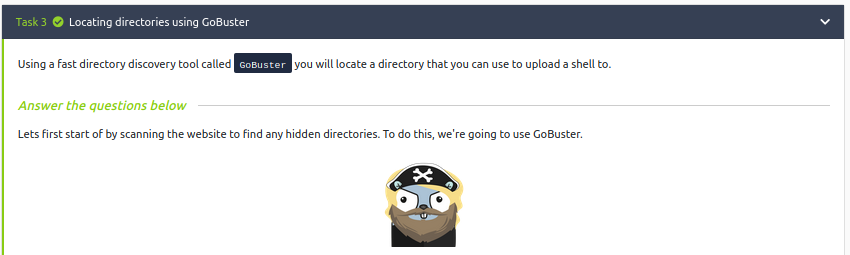 Task 3 Locating directories using GoBuster
Using a fast directory discovery tool called GoBuster you will locate a directory that you can use to upload a shell to.
Answer the questions below
Lets first start of by scanning the website to find any hidden directories. To do this, we're going to use GoBuster.